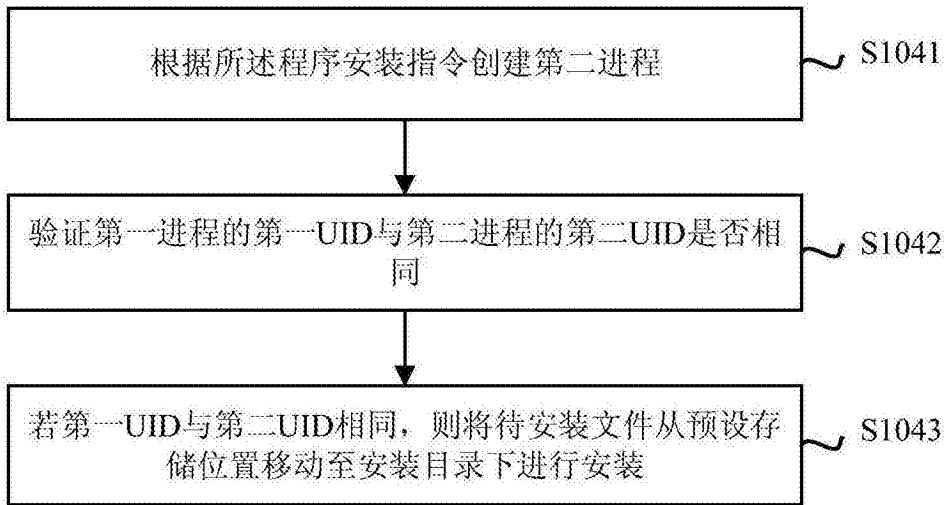 根据所述程序安装指令创建第二进程
S1041
验证第一进程的第一UID与第二进程的第二UID是否相
同
S1042
若第一UID与第二UID相同，则将待安装文件从预设存
储位置移动至安装目录下进行安装
S1043